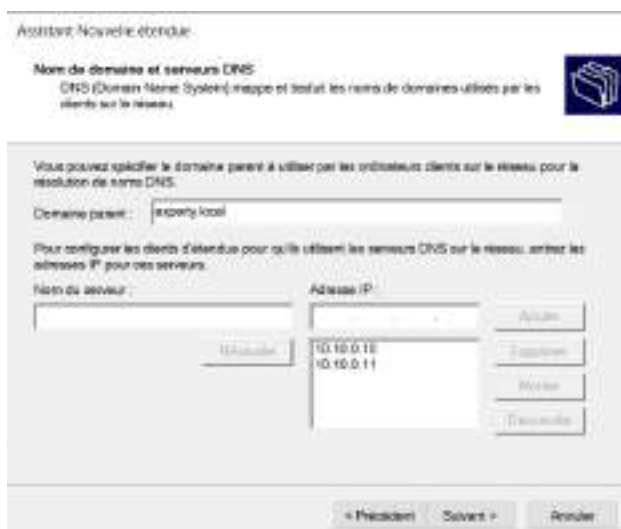 Assistant Nouvelle étendue
Nom de domaine et serveurs DNS
DNS (Domain Name System) mappe et traduit les noms de domaines utilisés par les
clients sur le réseau.
Vous pouvez spécifier le domaine parent à utiliser par les ordinateurs clients sur le réseau pour la
résolution de noms DNS.
Domaine parent : experty.local
Pour configurer les clients d'étendue pour qu'ils utilisent les serveurs DNS sur le réseau, entrez les
adresses IP pour ces serveurs.
Nom du serveur : Adresse IP :
Ajouter
Résoudre 10.10.0.10 Supprimer
10.10.0.11
Monter
Descendre
< Précédent Suivant > Annuler